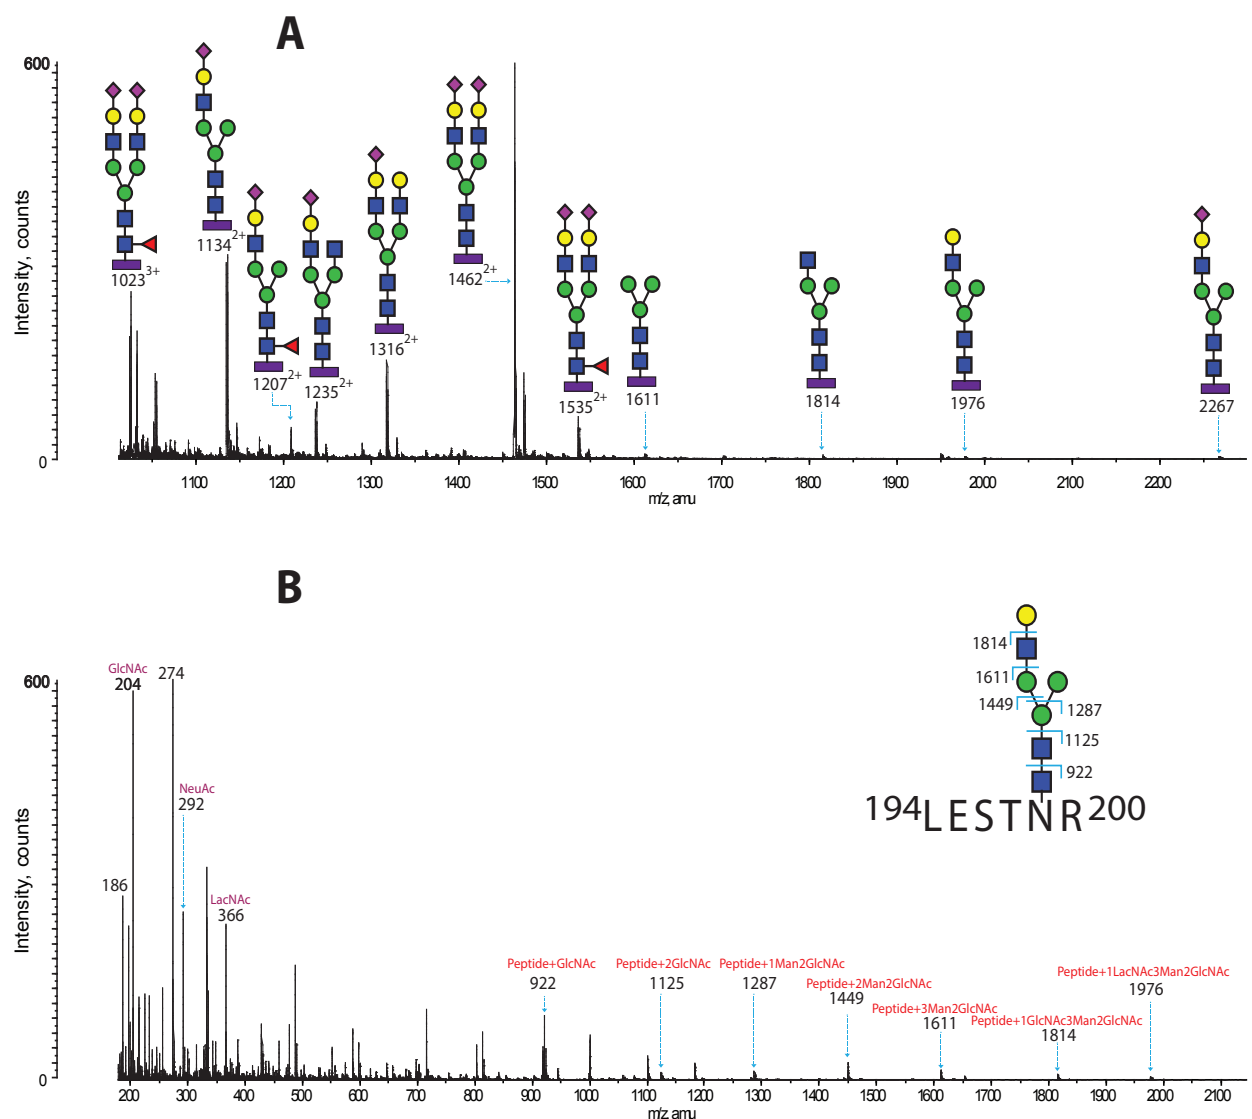 A
600
Intensity, counts
0
1023 3+
1134 2+
1207 2+
1235 2+
1316 2+
1462 2+
1535 2+
1611
1814
1976
2267
1100 1200 1300 1400 1500 1600 1700 1800 1900 2000 2100 2200
m/z, amu
B
600
Intensity, counts
0
GlcNAc
204
274
NeuAc
292
186
LacNAc
366
Peptide+GlcNAc
922
Peptide+2GlcNAc
1125
Peptide+1Man2GlcNAc
1287
Peptide+2Man2GlcNAc
1449
Peptide+3Man2GlcNAc
1611
Peptide+1GlcNAc3Man2GlcNAc
1814
Peptide+1LacNAc3Man2GlcNAc
1976
1814
1611
1449
1287
1125
922
194LESTNR200
200 300 400 500 600 700 800 900 1000 1100 1200 1300 1400 1500 1600 1700 1800 1900 2000 2100
m/z, amu